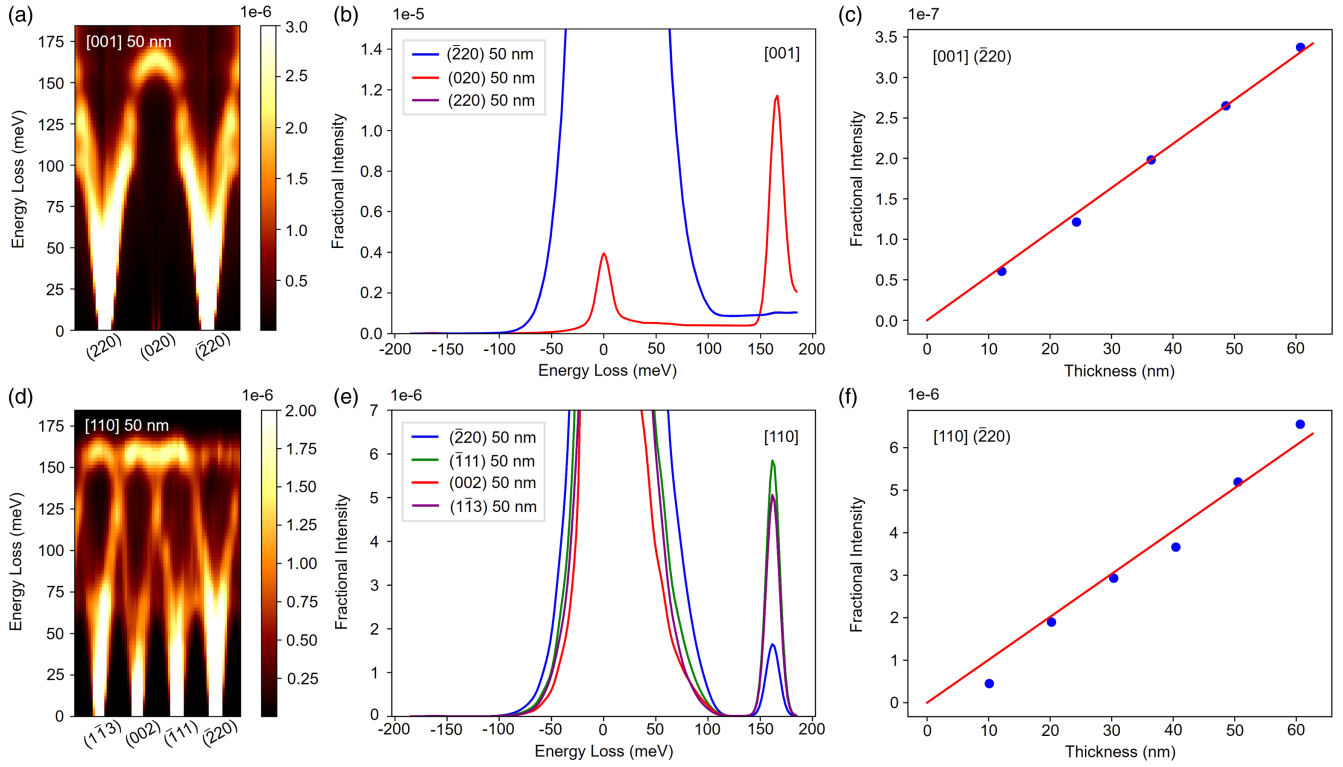 (a)
1e-6
[001] 50 nm
175
150
125
100
75
50
25
0
Energy Loss (meV)
(220)
(020)
(2̅20)
3.0
2.5
2.0
1.5
1.0
0.5
(b)
1e-5
1.4
1.2
1.0
0.8
0.6
0.4
0.2
0.0
Fractional Intensity
(2̅20) 50 nm
(020) 50 nm
(220) 50 nm
[001]
-200 -150 -100 -50 0 50 100 150 200
Energy Loss (meV)
(c)
1e-7
3.5
3.0
2.5
2.0
1.5
1.0
0.5
0.0
Fractional Intensity
[001] (2̅20)
0 10 20 30 40 50 60
Thickness (nm)
(d)
1e-6
[110] 50 nm
175
150
125
100
75
50
25
0
Energy Loss (meV)
(11̅3)
(002)
(1̅11)
(2̅20)
2.00
1.75
1.50
1.25
1.00
0.75
0.50
0.25
(e)
1e-6
7
6
5
4
3
2
1
0
Fractional Intensity
(2̅20) 50 nm
(1̅11) 50 nm
(002) 50 nm
(11̅3) 50 nm
[110]
-200 -150 -100 -50 0 50 100 150 200
Energy Loss (meV)
(f)
1e-6
6
5
4
3
2
1
0
Fractional Intensity
[110] (2̅20)
0 10 20 30 40 50 60
Thickness (nm)